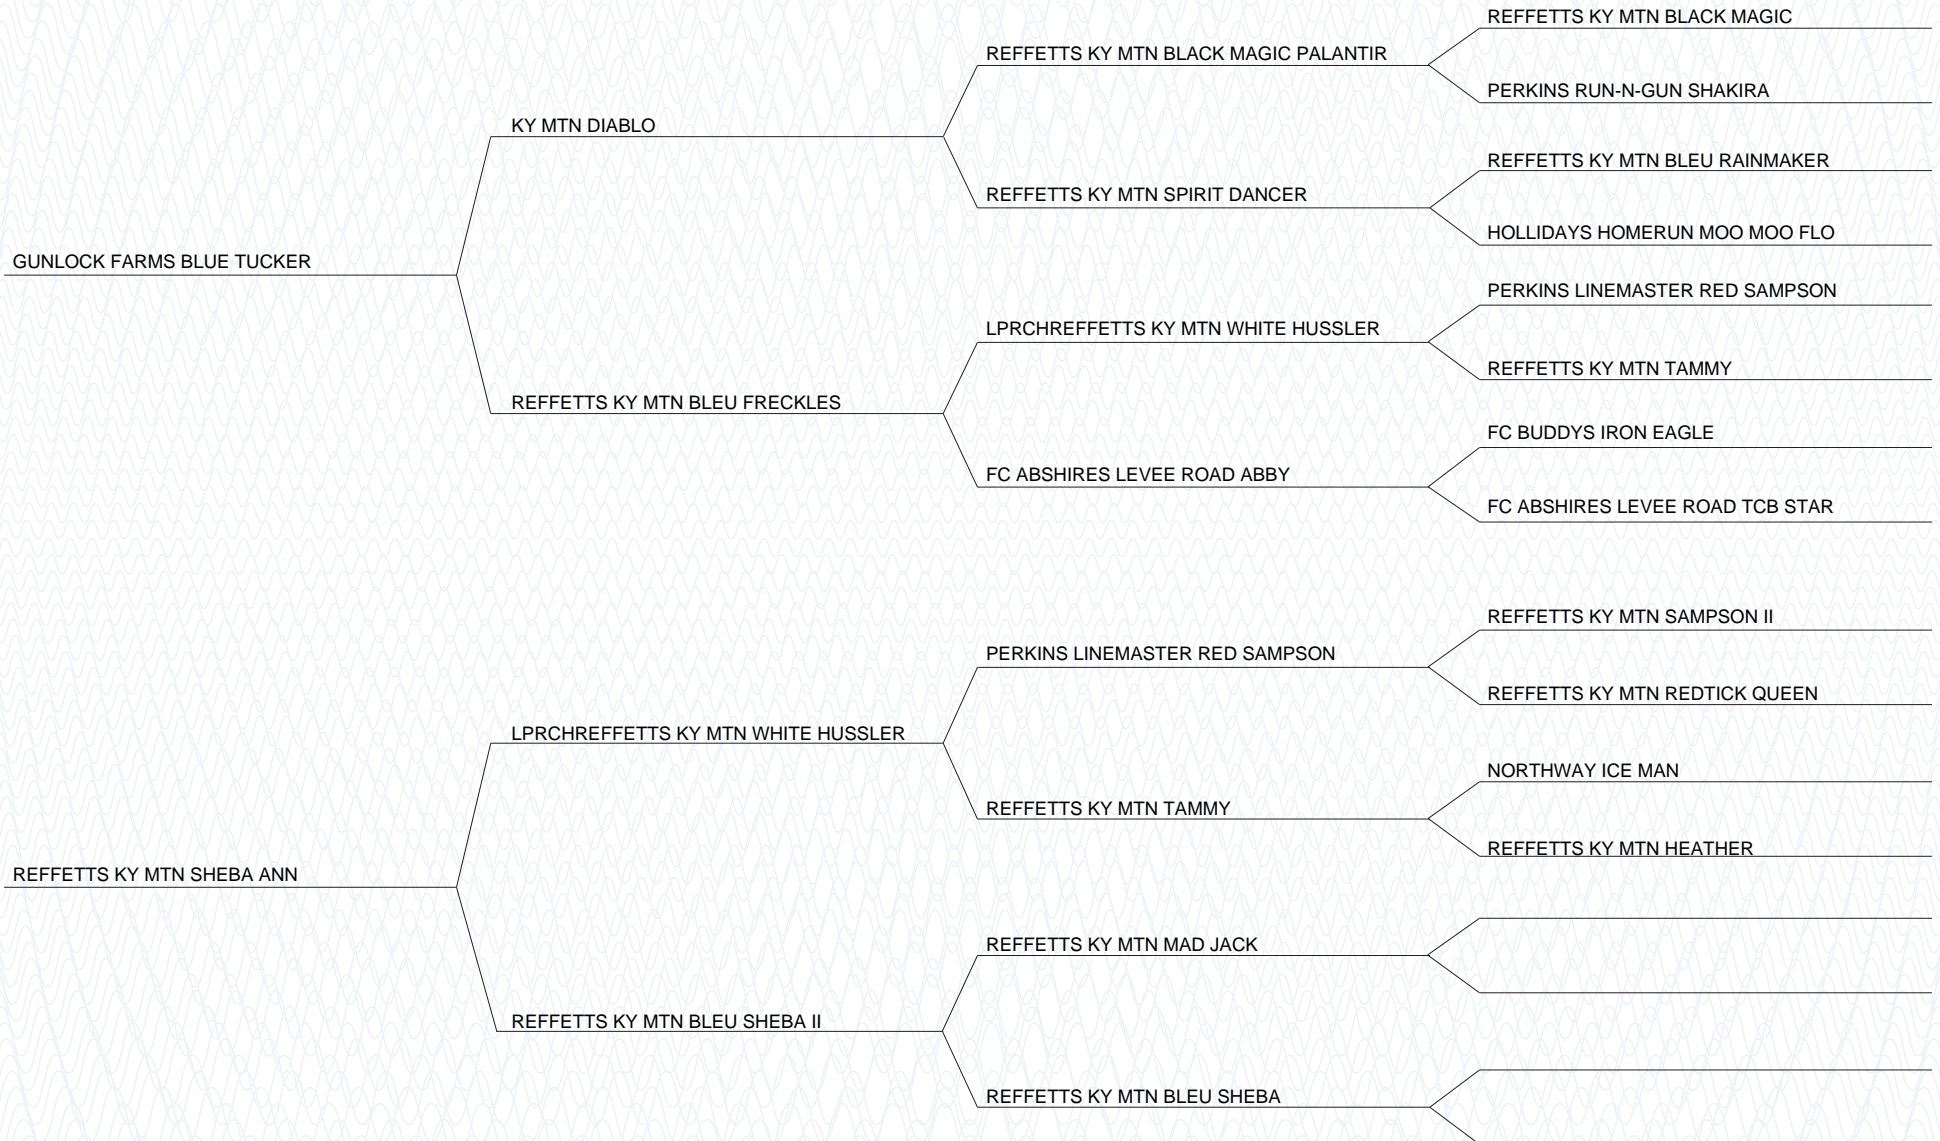 REFFETTS KY MTN BLACK MAGIC
REFFETTS KY MTN BLACK MAGIC PALANTIR
PERKINS RUN-N-GUN SHAKIRA
KY MTN DIABLO
REFFETTS KY MTN BLEU RAINMAKER
REFFETTS KY MTN SPIRIT DANCER
HOLLIDAYS HOMERUN MOO MOO FLO
GUNLOCK FARMS BLUE TUCKER
PERKINS LINEMASTER RED SAMPSON
LPRCHREFFETTS KY MTN WHITE HUSSLER
REFFETTS KY MTN TAMMY
REFFETTS KY MTN BLEU FRECKLES
FC BUDDYS IRON EAGLE
FC ABSHIRES LEVEE ROAD ABBY
FC ABSHIRES LEVEE ROAD TCB STAR
REFFETTS KY MTN SAMPSON II
PERKINS LINEMASTER RED SAMPSON
REFFETTS KY MTN REDTICK QUEEN
LPRCHREFFETTS KY MTN WHITE HUSSLER
NORTHWAY ICE MAN
REFFETTS KY MTN TAMMY
REFFETTS KY MTN HEATHER
REFFETTS KY MTN SHEBA ANN
REFFETTS KY MTN MAD JACK
REFFETTS KY MTN BLEU SHEBA II
REFFETTS KY MTN BLEU SHEBA